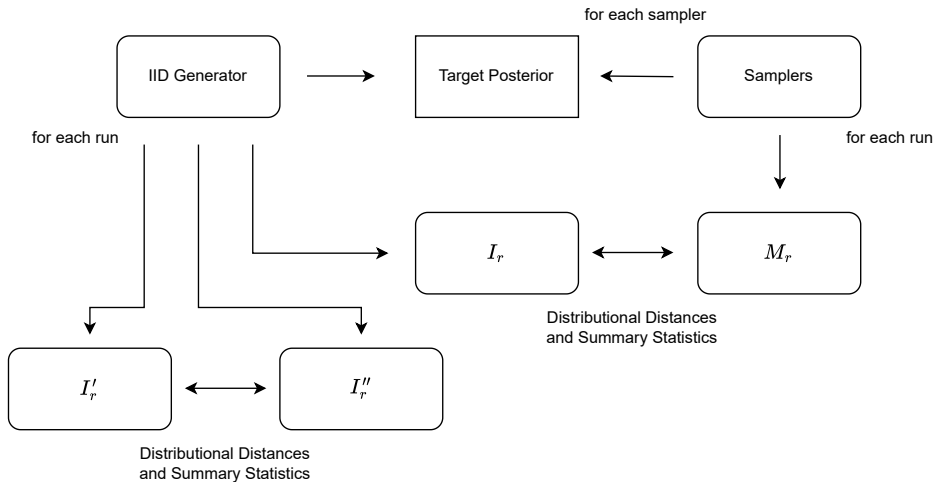 for each sampler
IID Generator
Target Posterior
Samplers
for each run
for each run
I_r
M_r
Distributional Distances
and Summary Statistics
I'_r
I''_r
Distributional Distances
and Summary Statistics